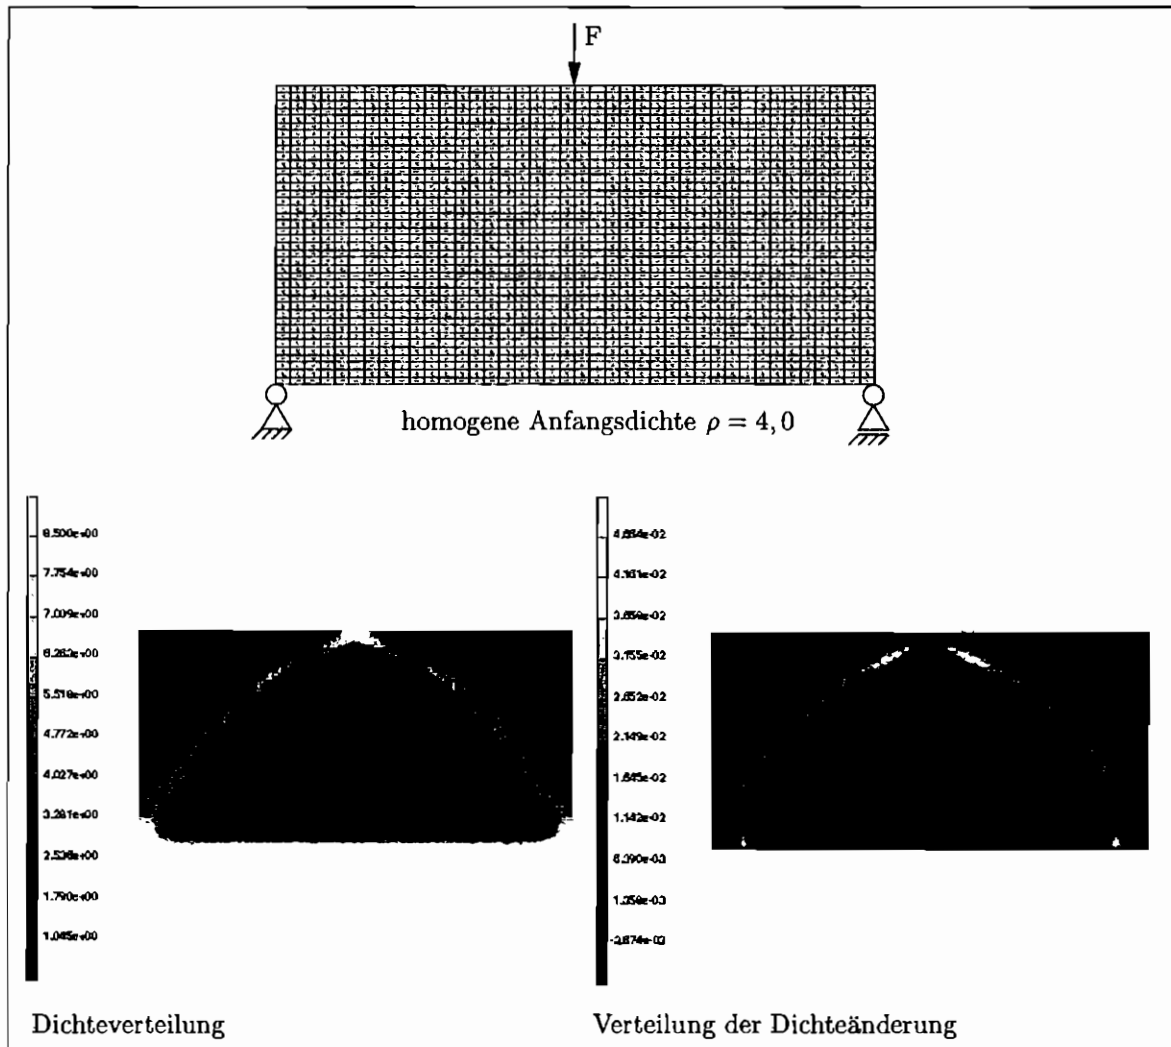 F
homogene Anfangsdichte ρ = 4,0
8.500e+00
7.754e+00
7.009e+00
6.263e+00
5.518e+00
4.772e+00
4.027e+00
3.281e+00
2.536e+00
1.790e+00
1.045e+00
4.664e-02
4.161e-02
3.658e-02
3.155e-02
2.652e-02
2.149e-02
1.645e-02
1.142e-02
6.390e-03
1.358e-03
-3.674e-03
Dichteverteilung
Verteilung der Dichteänderung